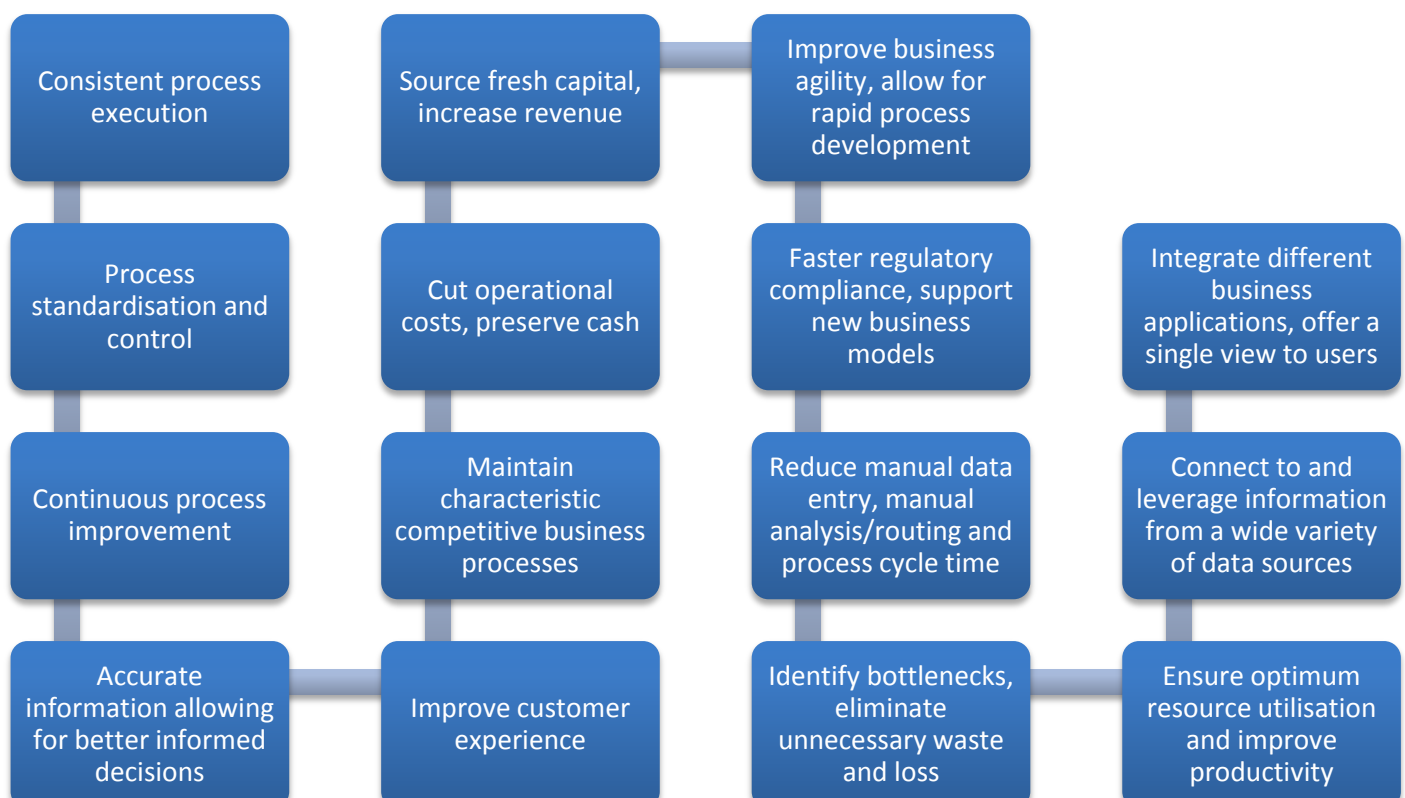 Consistent process
execution
Process
standardisation and
control
Continuous process
improvement
Accurate
information allowing
for better informed
decisions
Improve customer
experience
Maintain
characteristic
competitive business
processes
Cut operational
costs, preserve cash
Source fresh capital,
increase revenue
Improve business
agility, allow for
rapid process
development
Faster regulatory
compliance, support
new business
models
Reduce manual data
entry, manual
analysis/routing and
process cycle time
Identify bottlenecks,
eliminate
unnecessary waste
and loss
Ensure optimum
resource utilisation
and improve
productivity
Connect to and
leverage information
from a wide variety
of data sources
Integrate different
business
applications, offer a
single view to users